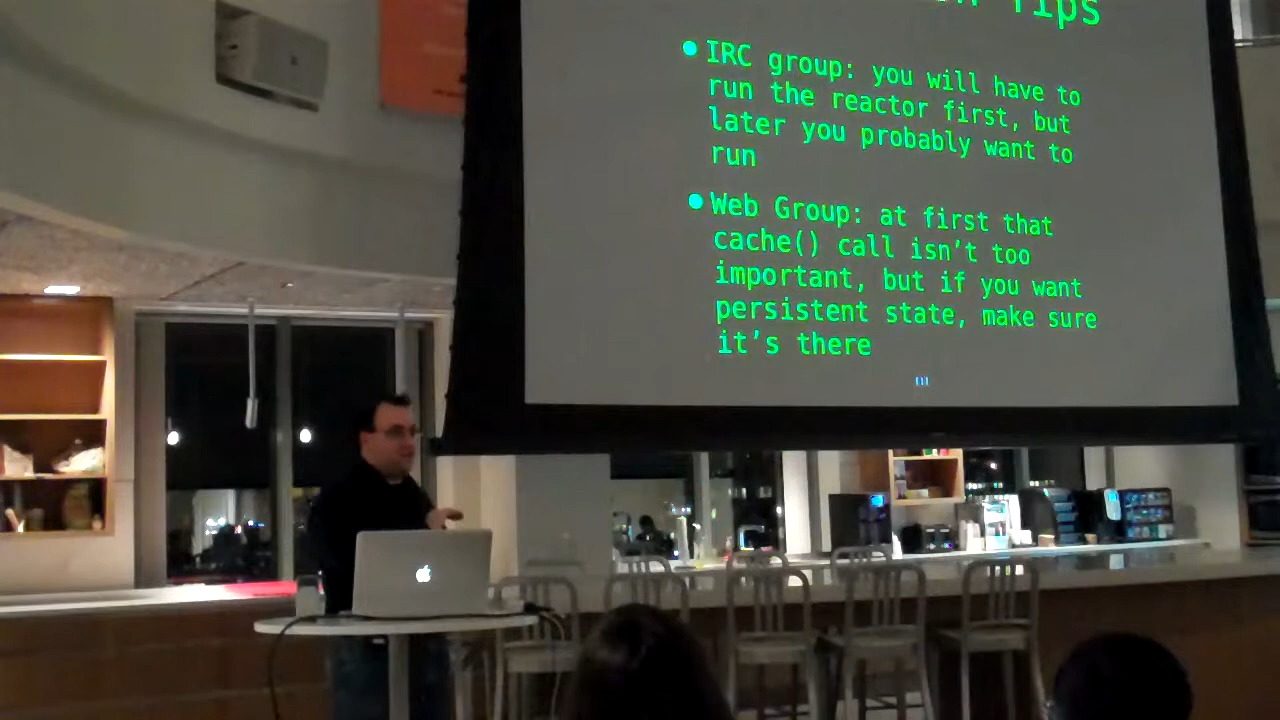 Tips
• IRC group: you will have to
run the reactor first, but
later you probably want to
run
• Web Group: at first that
cache() call isn't too
important, but if you want
persistent state, make sure
it's there